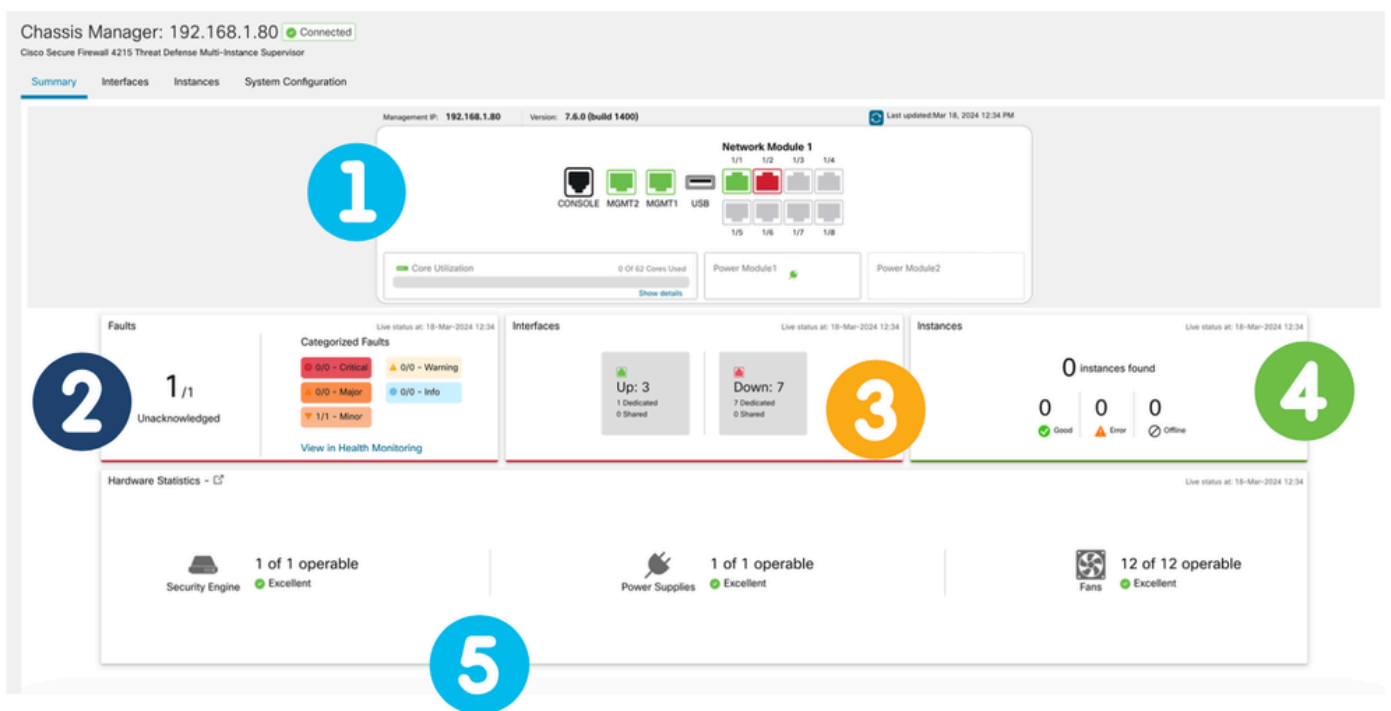 Chassis Manager: 192.168.1.80 Connected
Cisco Secure Firewall 4215 Threat Defense Multi-Instance Supervisor
Summary Interfaces Instances System Configuration
Management IP: 192.168.1.80 Version: 7.6.0 (build 1400) Last updated:Mar 18, 2024 12:34 PM
1
Network Module 1
1/1 1/2 1/3 1/4
CONSOLE MGMT2 MGMT1 USB
1/5 1/6 1/7 1/8
Core Utilization 0 Of 62 Cores Used
Show details
Power Module1
Power Module2
2
Faults Live status at: 18-Mar-2024 12:34
1/1
Unacknowledged
Categorized Faults
0/0 - Critical 0/0 - Warning
0/0 - Major 0/0 - Info
1/1 - Minor
View in Health Monitoring
Interfaces Live status at: 18-Mar-2024 12:34
Up: 3
1 Dedicated
0 Shared
Down: 7
7 Dedicated
0 Shared
3
Instances Live status at: 18-Mar-2024 12:34
0 instances found
0 0 0
Good Error Offline
4
Hardware Statistics - Live status at: 18-Mar-2024 12:34
Security Engine
1 of 1 operable
Excellent
Power Supplies
1 of 1 operable
Excellent
Fans
12 of 12 operable
Excellent
5